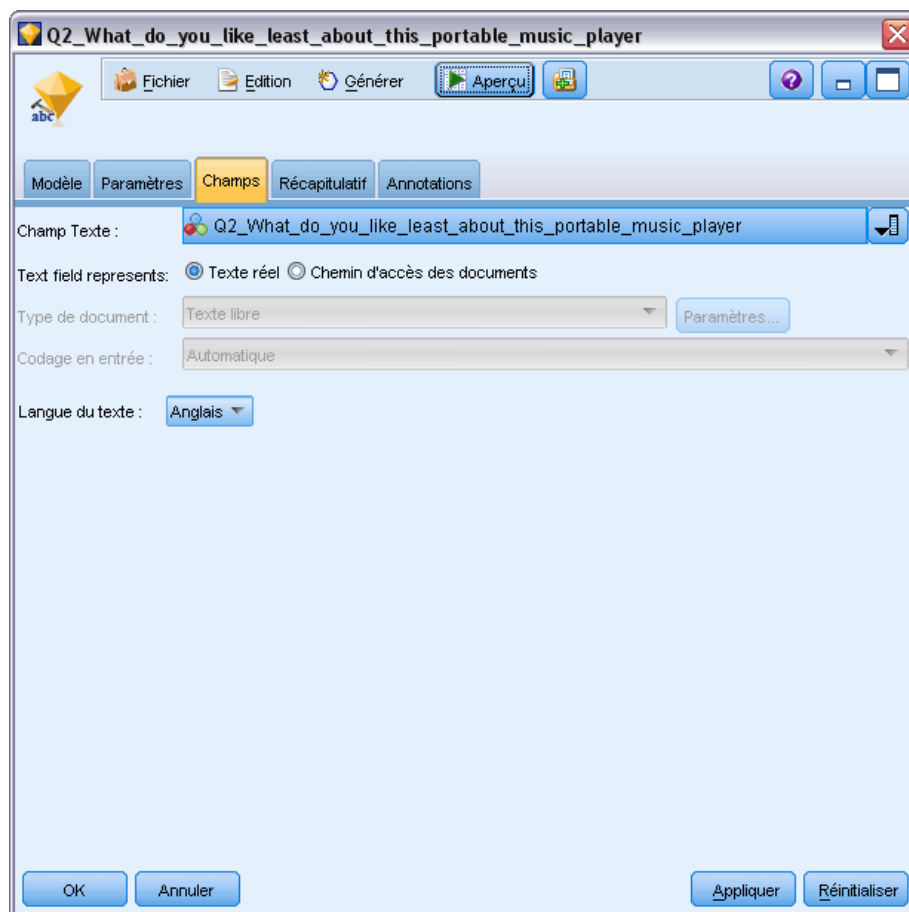 Q2_What_do_you_like_least_about_this_portable_music_player
abc
Fichier Edition Générer Aperçu ?
Modèle Paramètres Champs Récapitulatif Annotations
Champ Texte : Q2_What_do_you_like_least_about_this_portable_music_player
Text field represents: Texte réel Chemin d'accès des documents
Type de document : Texte libre Paramètres...
Codage en entrée : Automatique
Langue du texte : Anglais
OK Annuler Appliquer Réinitialiser